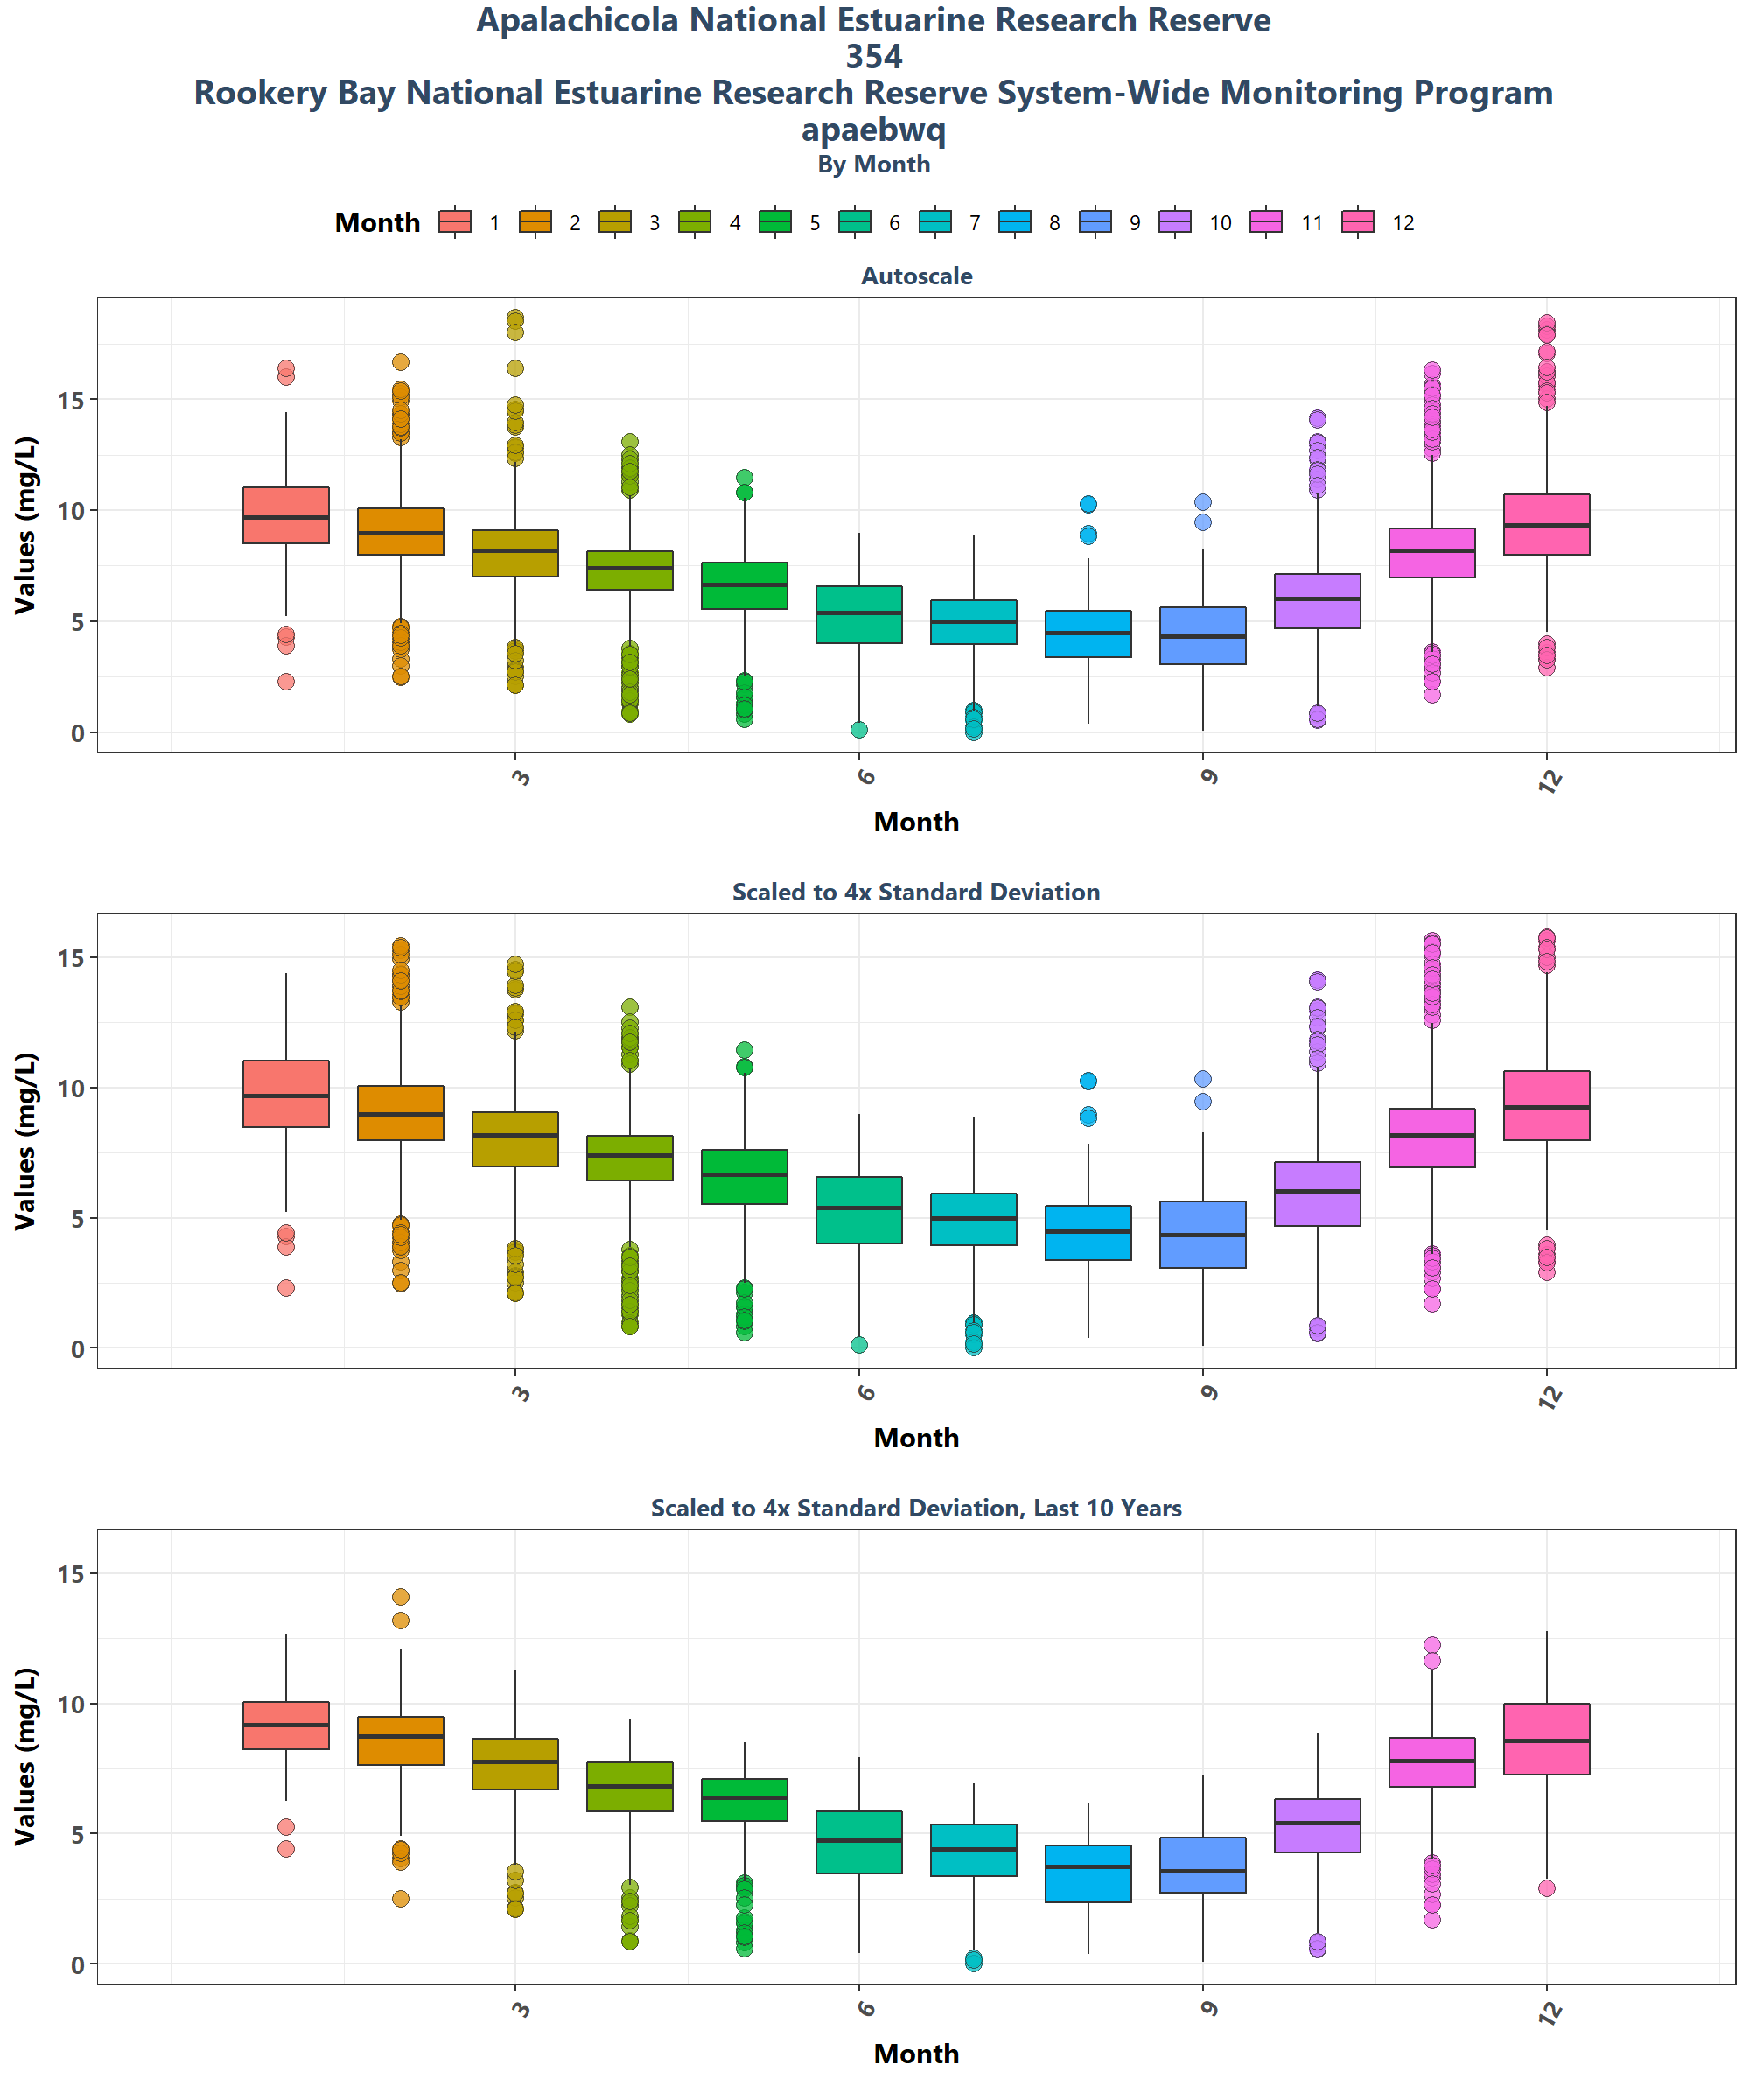 Apalachicola National Estuarine Research Reserve
354
Rookery Bay National Estuarine Research Reserve System-Wide Monitoring Program
apaebwq
By Month
Month 1 2 3 4 5 6 7 8 9 10 11 12
Autoscale
Values (mg/L)
15
10
5
0
3 6 9 12
Month
Scaled to 4x Standard Deviation
Values (mg/L)
15
10
5
0
3 6 9 12
Month
Scaled to 4x Standard Deviation, Last 10 Years
Values (mg/L)
15
10
5
0
3 6 9 12
Month